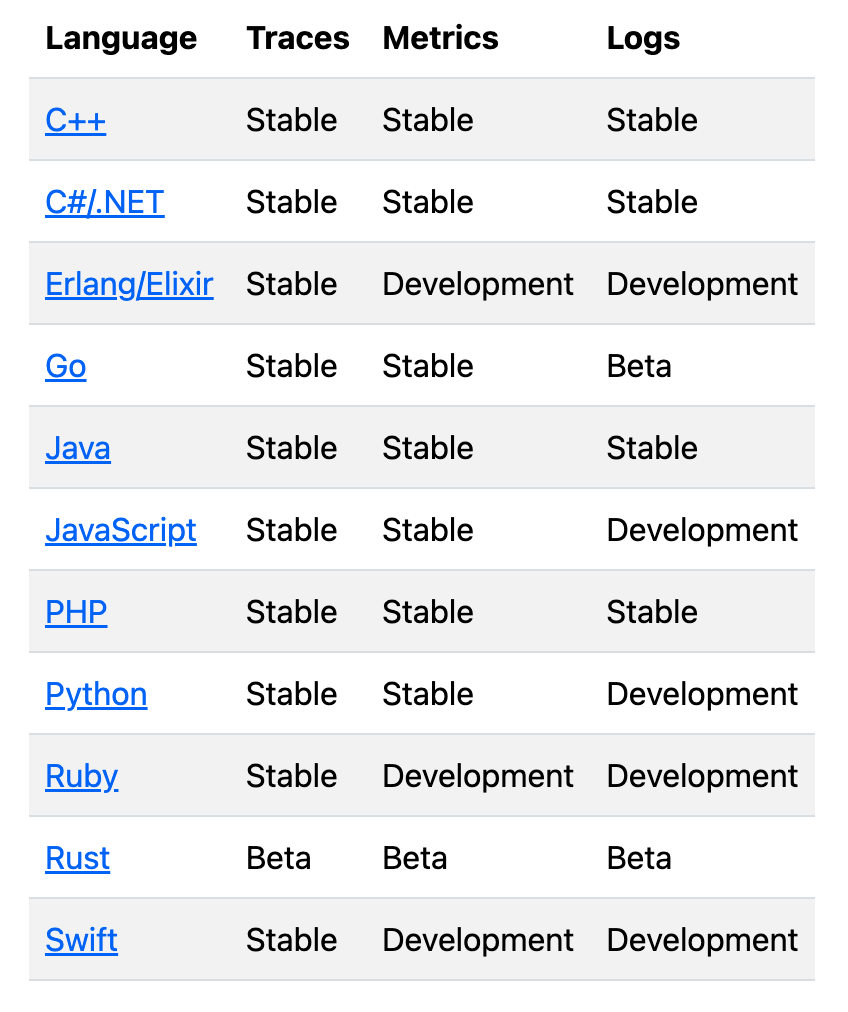 Language Traces Metrics Logs
C++ Stable Stable Stable
C#/.NET Stable Stable Stable
Erlang/Elixir Stable Development Development
Go Stable Stable Beta
Java Stable Stable Stable
JavaScript Stable Stable Development
PHP Stable Stable Stable
Python Stable Stable Development
Ruby Stable Development Development
Rust Beta Beta Beta
Swift Stable Development Development